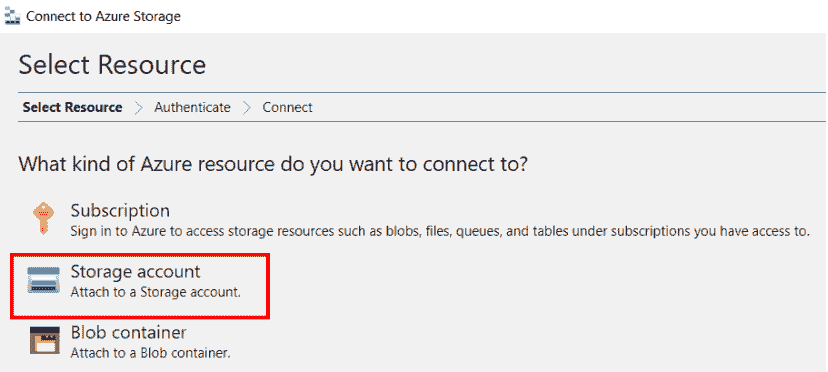 Connect to Azure Storage
Select Resource
Select Resource > Authenticate > Connect
What kind of Azure resource do you want to connect to?
Subscription
Sign in to Azure to access storage resources such as blobs, files, queues, and tables under subscriptions you have access to.
Storage account
Attach to a Storage account.
Blob container
Attach to a Blob container.